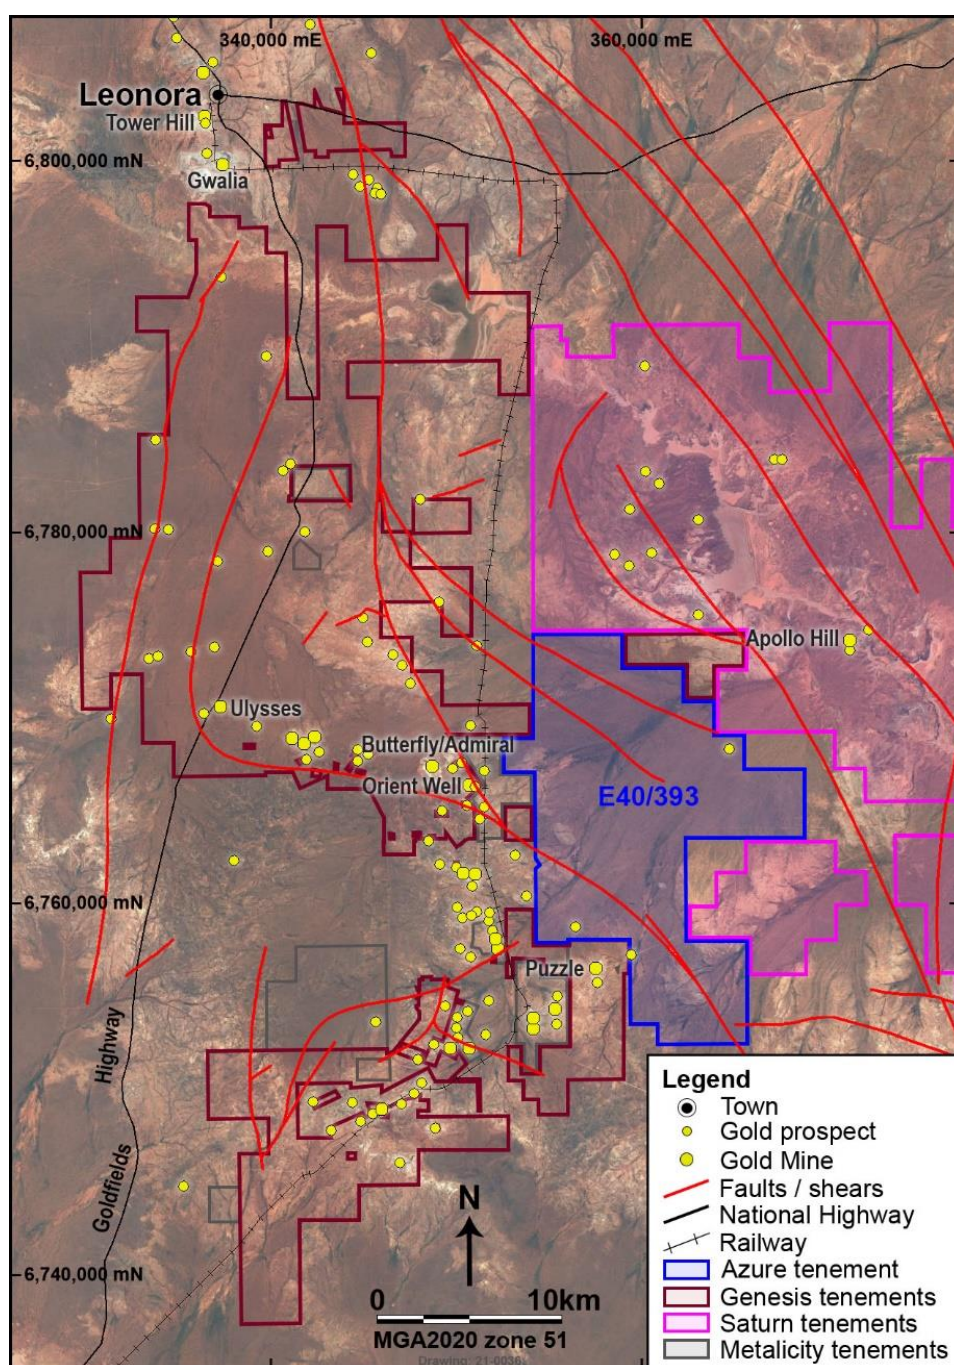 340,000 mE
360,000 mE
Leonora
Tower Hill
6,800,000 mN
Gwalia
6,780,000 mN
Apollo Hill
Ulysses
Butterfly/Admiral
Orient Well
E40/393
6,760,000 mN
Puzzle
Highway
Goldfields
6,740,000 mN
N
0 10km
MGA2020 zone 51
Legend
Town
Gold prospect
Gold Mine
Faults / shears
National Highway
Railway
Azure tenement
Genesis tenements
Saturn tenements
Metalicity tenements